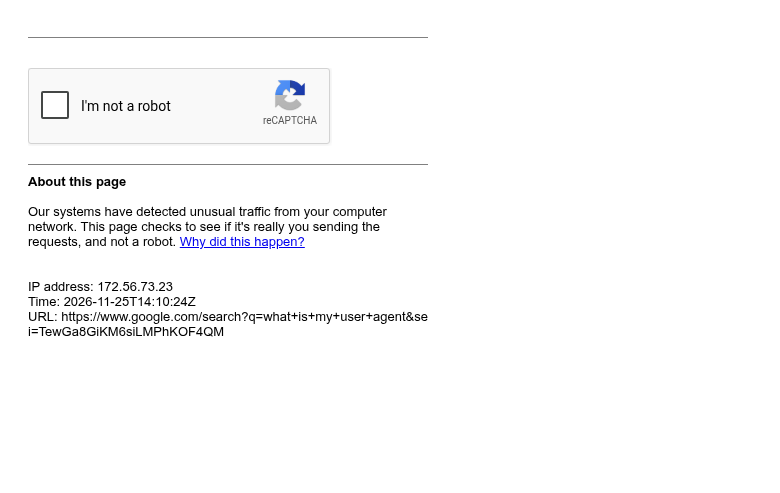 I'm not a robot
reCAPTCHA
About this page
Our systems have detected unusual traffic from your computer
network. This page checks to see if it's really you sending the
requests, and not a robot. Why did this happen?
IP address: 172.56.73.23
Time: 2026-11-25T14:10:24Z
URL: https://www.google.com/search?q=what+is+my+user+agent&se
i=TewGa8GiKM6siLMPhKOF4QM